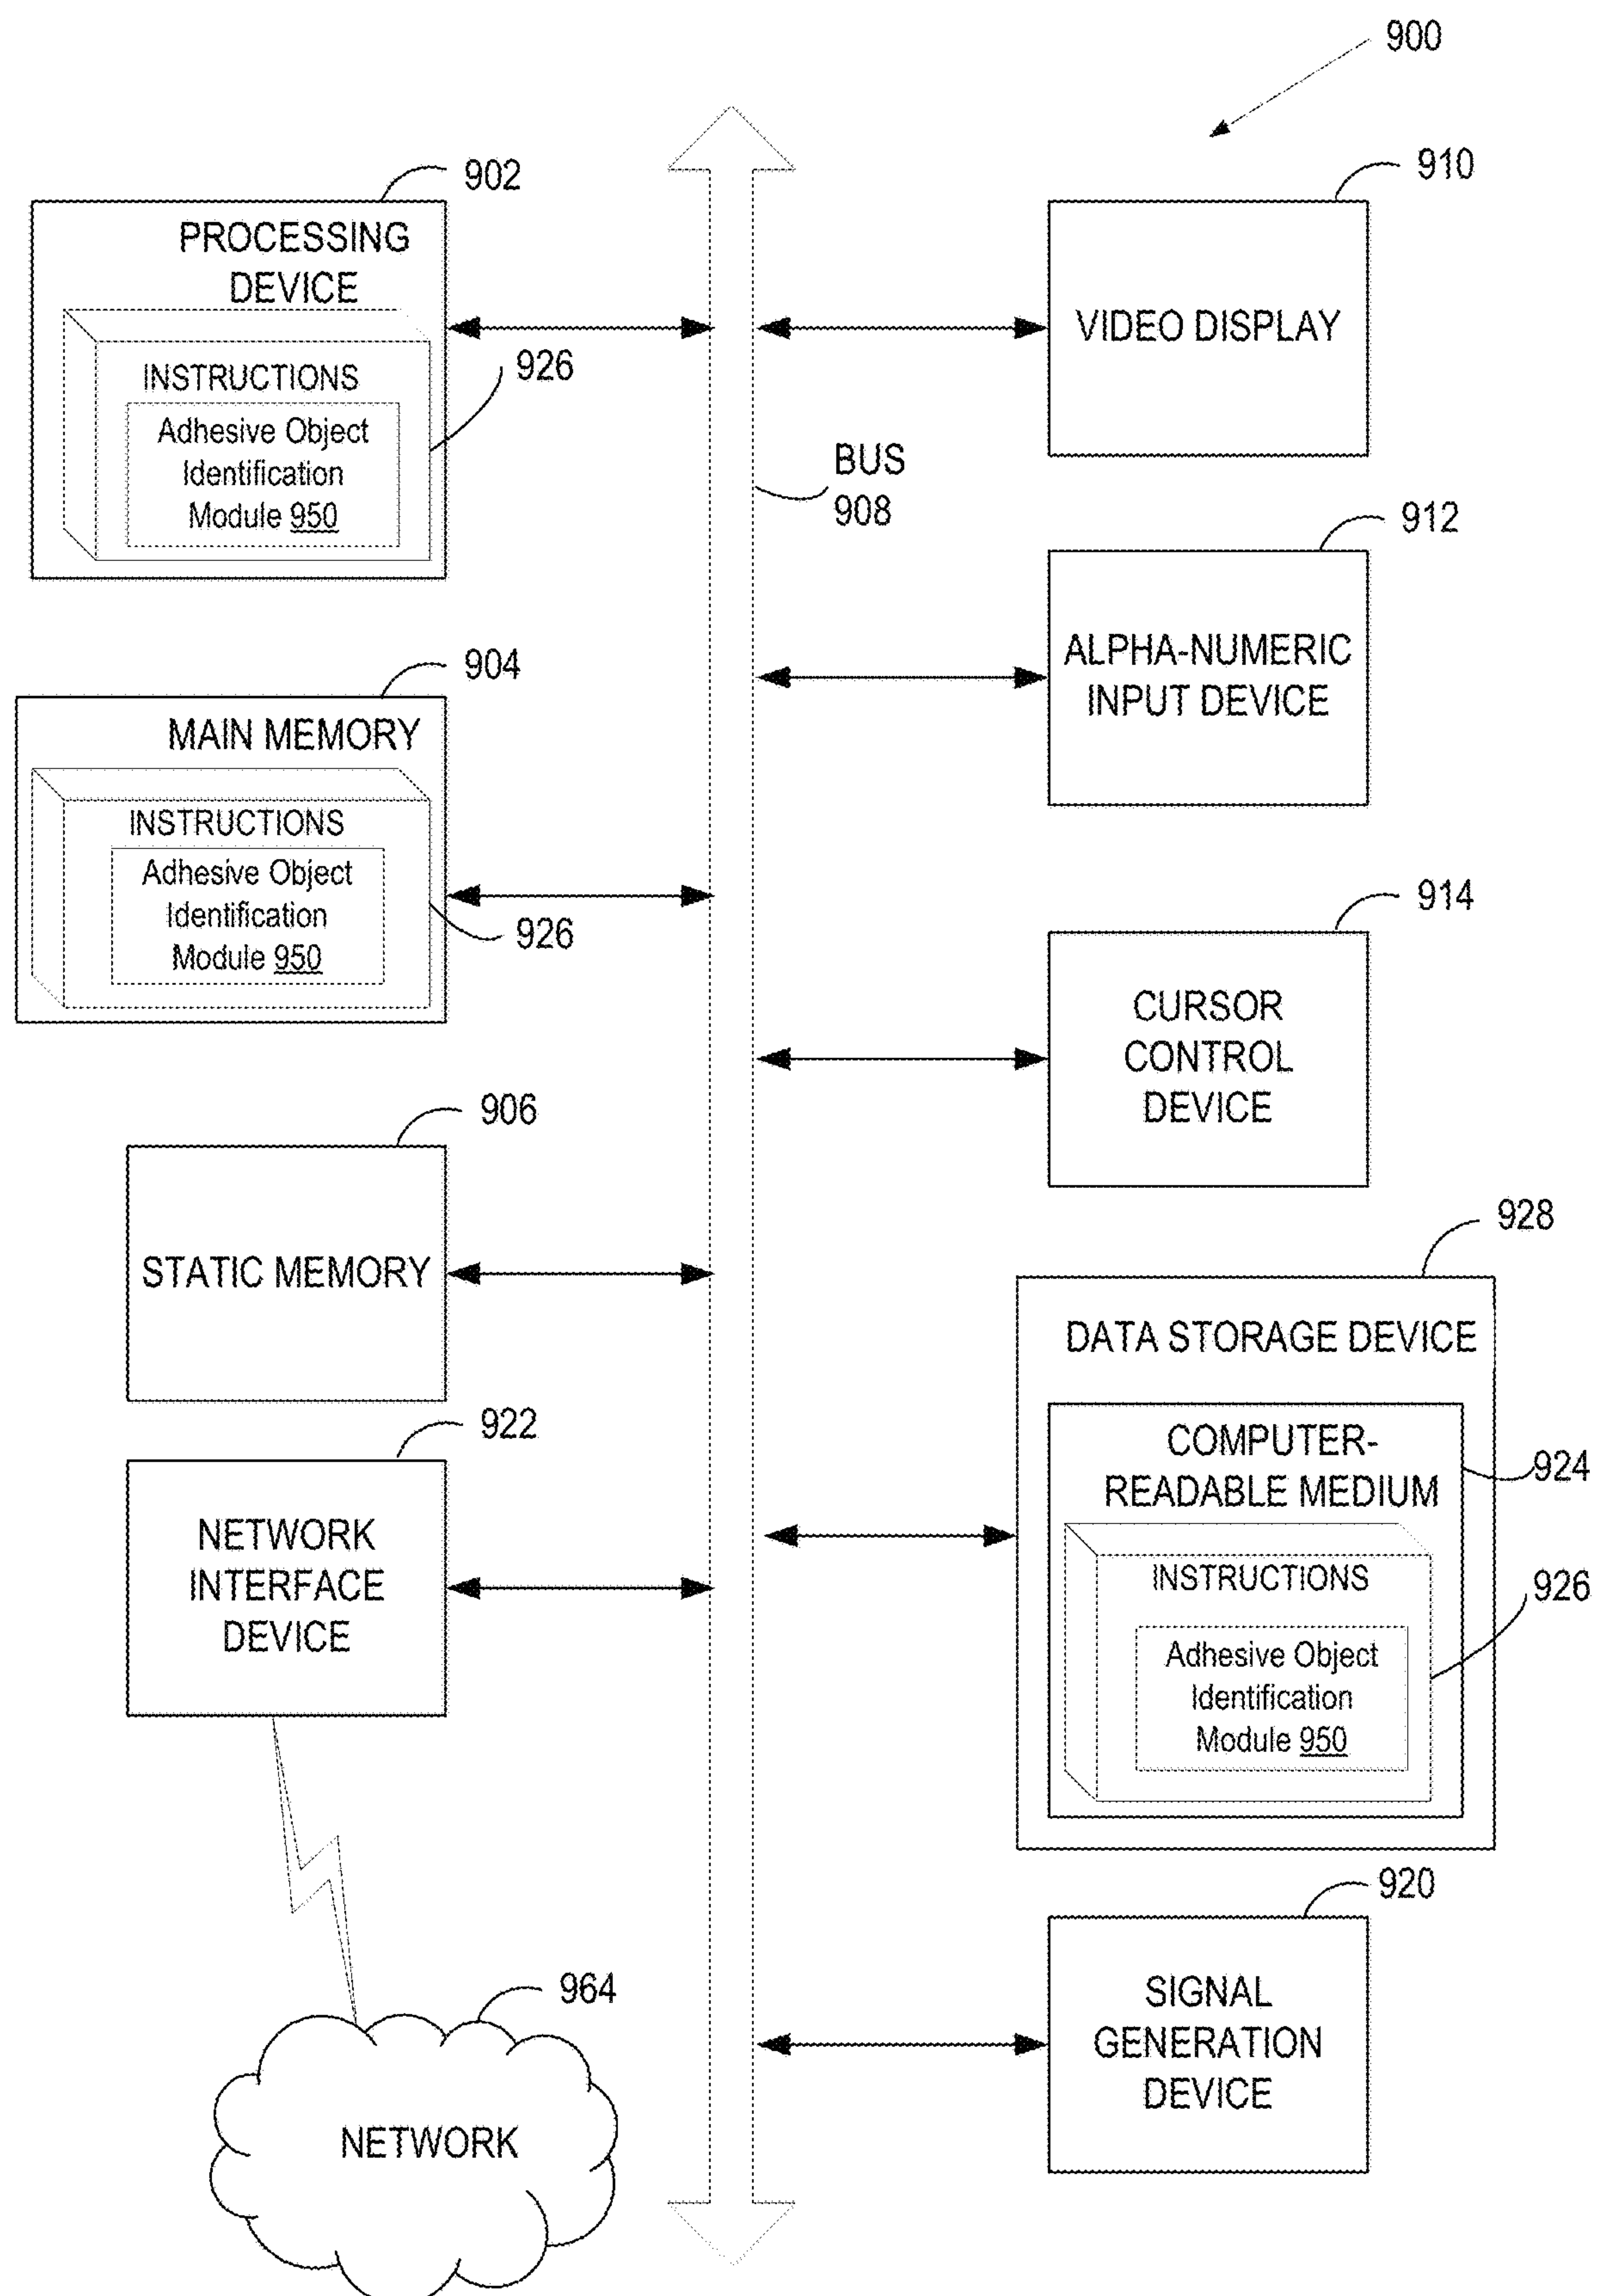 900
902
PROCESSING
DEVICE
INSTRUCTIONS
Adhesive Object
Identification
Module 950
926
904
MAIN MEMORY
INSTRUCTIONS
Adhesive Object
Identification
Module 950
926
906
STATIC MEMORY
922
NETWORK
INTERFACE
DEVICE
964
NETWORK
BUS
908
910
VIDEO DISPLAY
912
ALPHA-NUMERIC
INPUT DEVICE
914
CURSOR
CONTROL
DEVICE
928
DATA STORAGE DEVICE
COMPUTER-
READABLE MEDIUM
924
INSTRUCTIONS
926
Adhesive Object
Identification
Module 950
920
SIGNAL
GENERATION
DEVICE